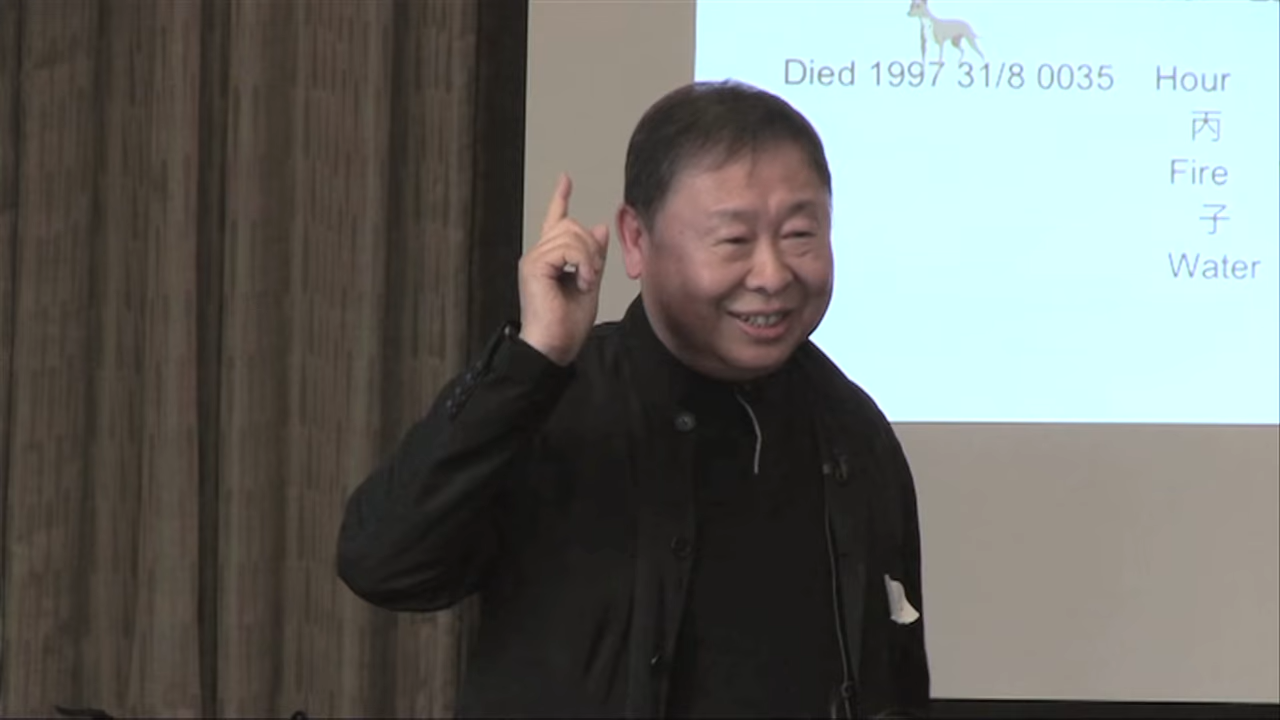 Died 1997 31/8 0035 Hour
丙
Fire
子
Water